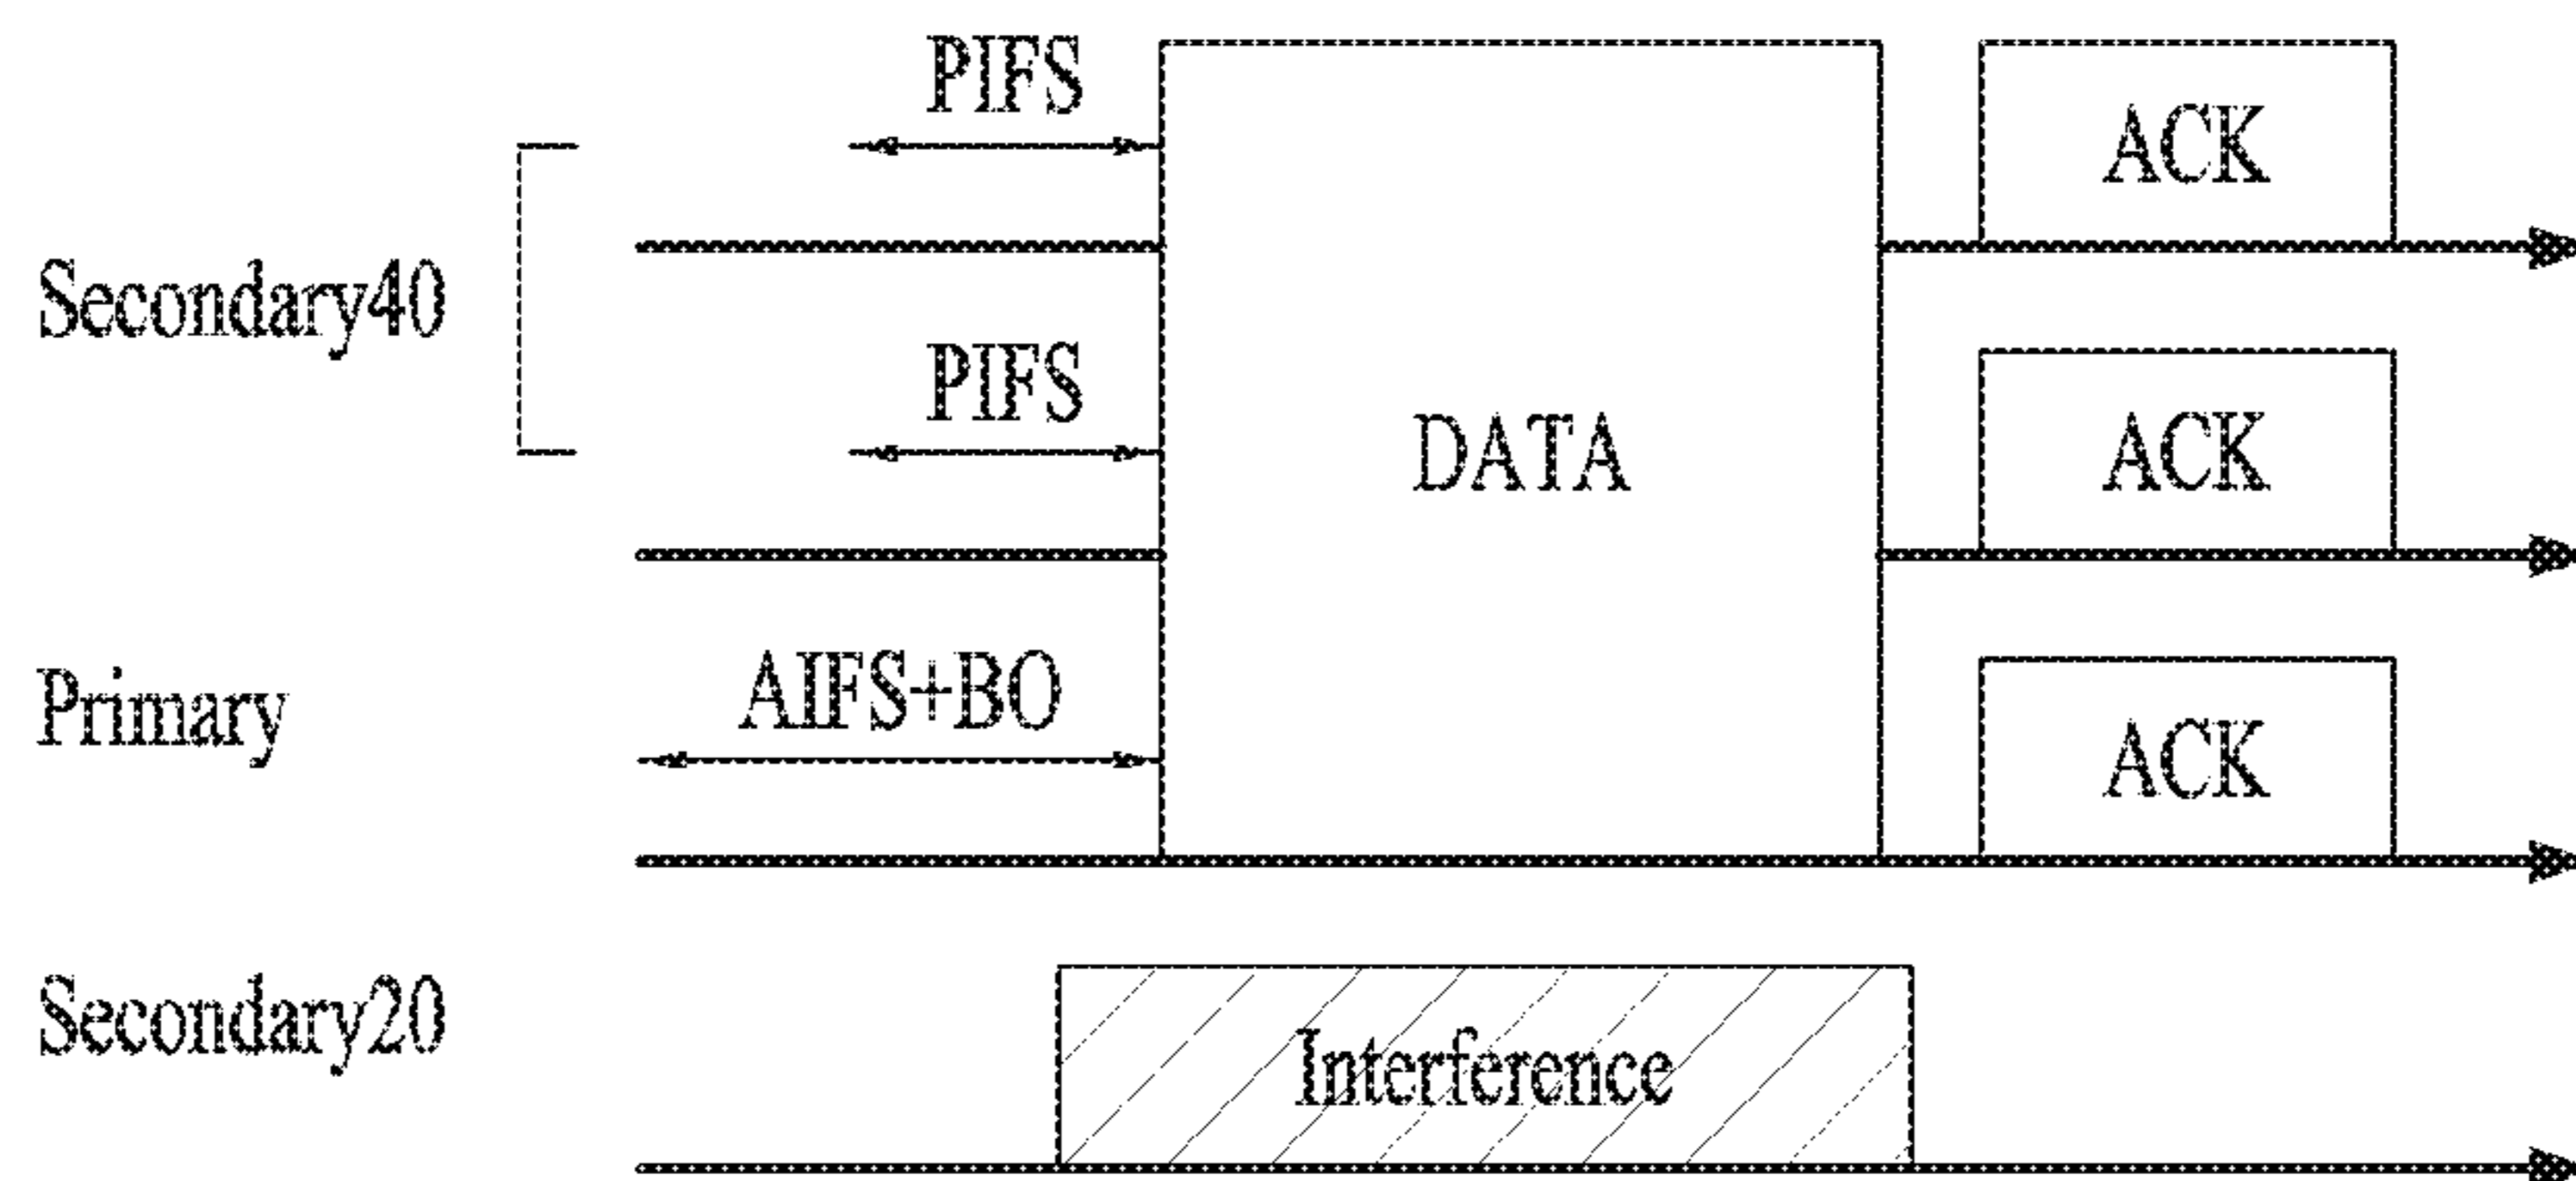 PIFS
ACK
Secondary40
PIFS
DATA
ACK
Primary
AIFS+BO
ACK
Secondary20
Interference